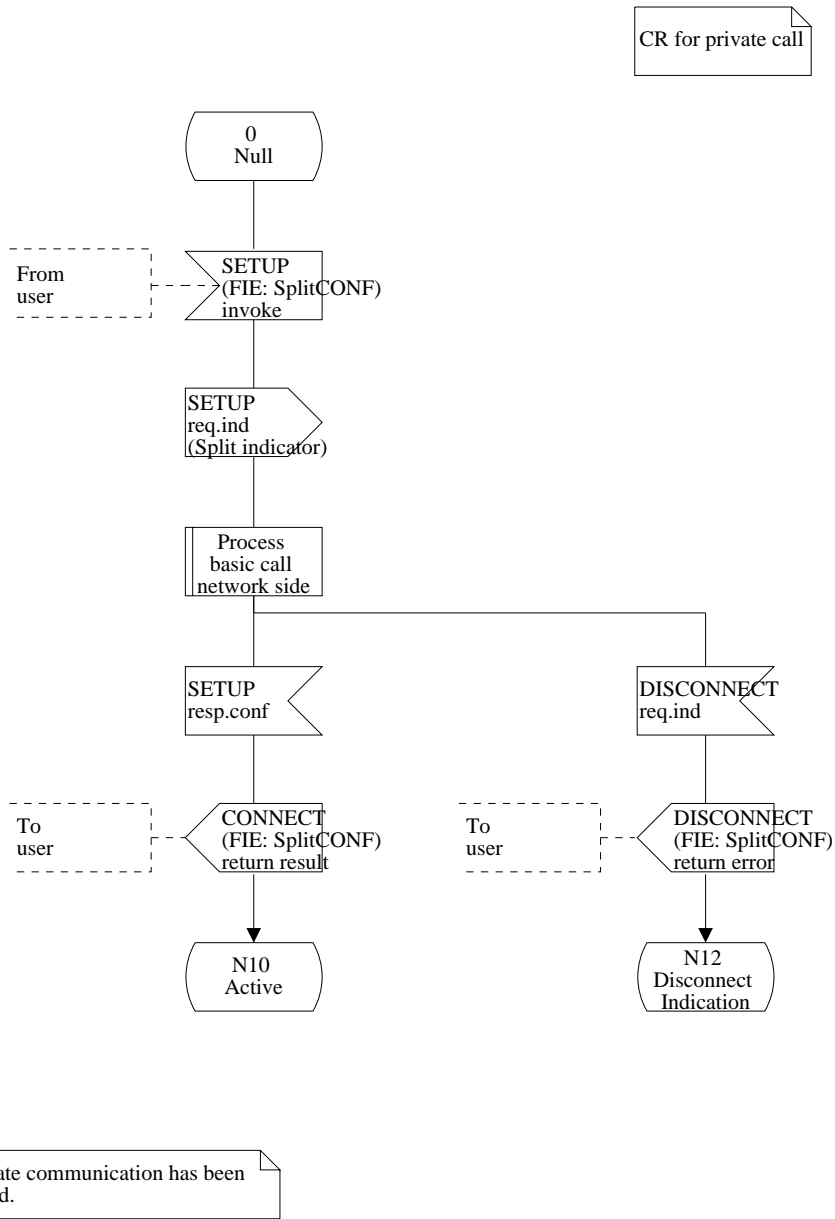 CR for private call
0
Null
From
user
SETUP
(FIE: SplitCONF)
invoke
SETUP
req.ind
(Split indicator)
Process
basic call
network side
SETUP
resp.conf
DISCONNECT
req.ind
To
user
CONNECT
(FIE: SplitCONF)
return result
To
user
DISCONNECT
(FIE: SplitCONF)
return error
N10
Active
N12
Disconnect
Indication
communication has been